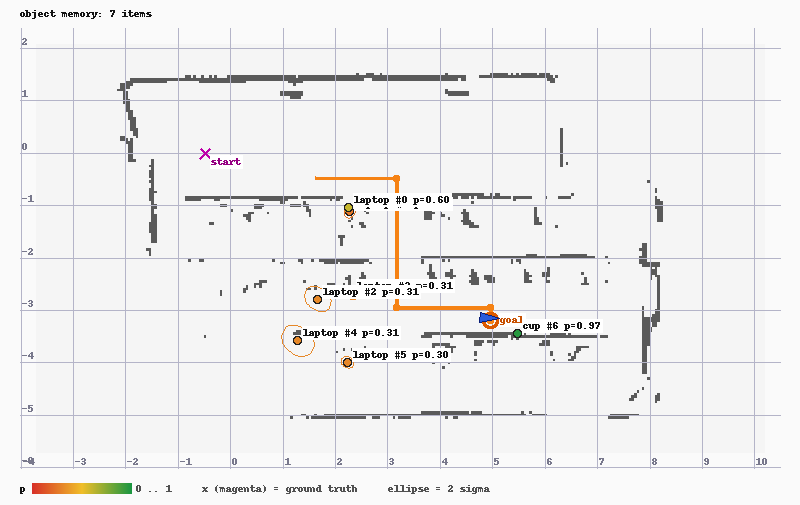 object memory: 7 items
2
1
0
-1
-2
-3
-4
-5
start
laptop #0 p=0.60
laptop #2 p=0.31
goal
cup #6 p=0.97
laptop #4 p=0.31
laptop #5 p=0.30
-4 -3 -2 -1 0 1 2 3 4 5 6 7 8 9 10
p 0 .. 1 x (magenta) = ground truth ellipse = 2 sigma